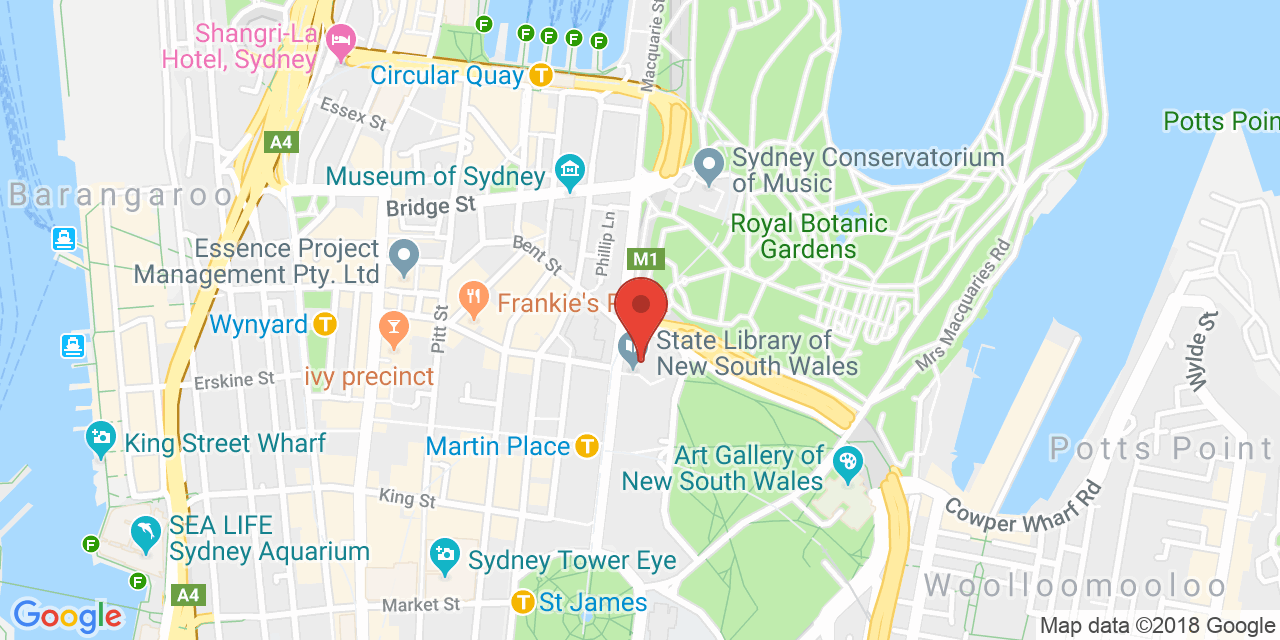 Shangri-La
Hotel, Sydney
F
F
F
F
F
Macquarie St
Circular Quay T
Essex St
Potts Poin
A4
Sydney Conservatorium
of Music
Museum of Sydney
Barangaroo
Bridge St
Royal Botanic
Gardens
Phillip Ln
Bent St
Essence Project
Management Pty. Ltd
M1
Mrs Macquaries Rd
Frankie's
Wynyard T
Pitt St
State Library of
New South Wales
Wylde St
Erskine St
ivy precinct
King Street Wharf
Martin Place T
Art Gallery of
New South Wales
Potts Point
King St
Cowper Wharf Rd
SEA LIFE
Sydney Aquarium
F
Sydney Tower Eye
F
A4
Market St
T St James
Woolloomooloo
Google
Map data ©2018 Google